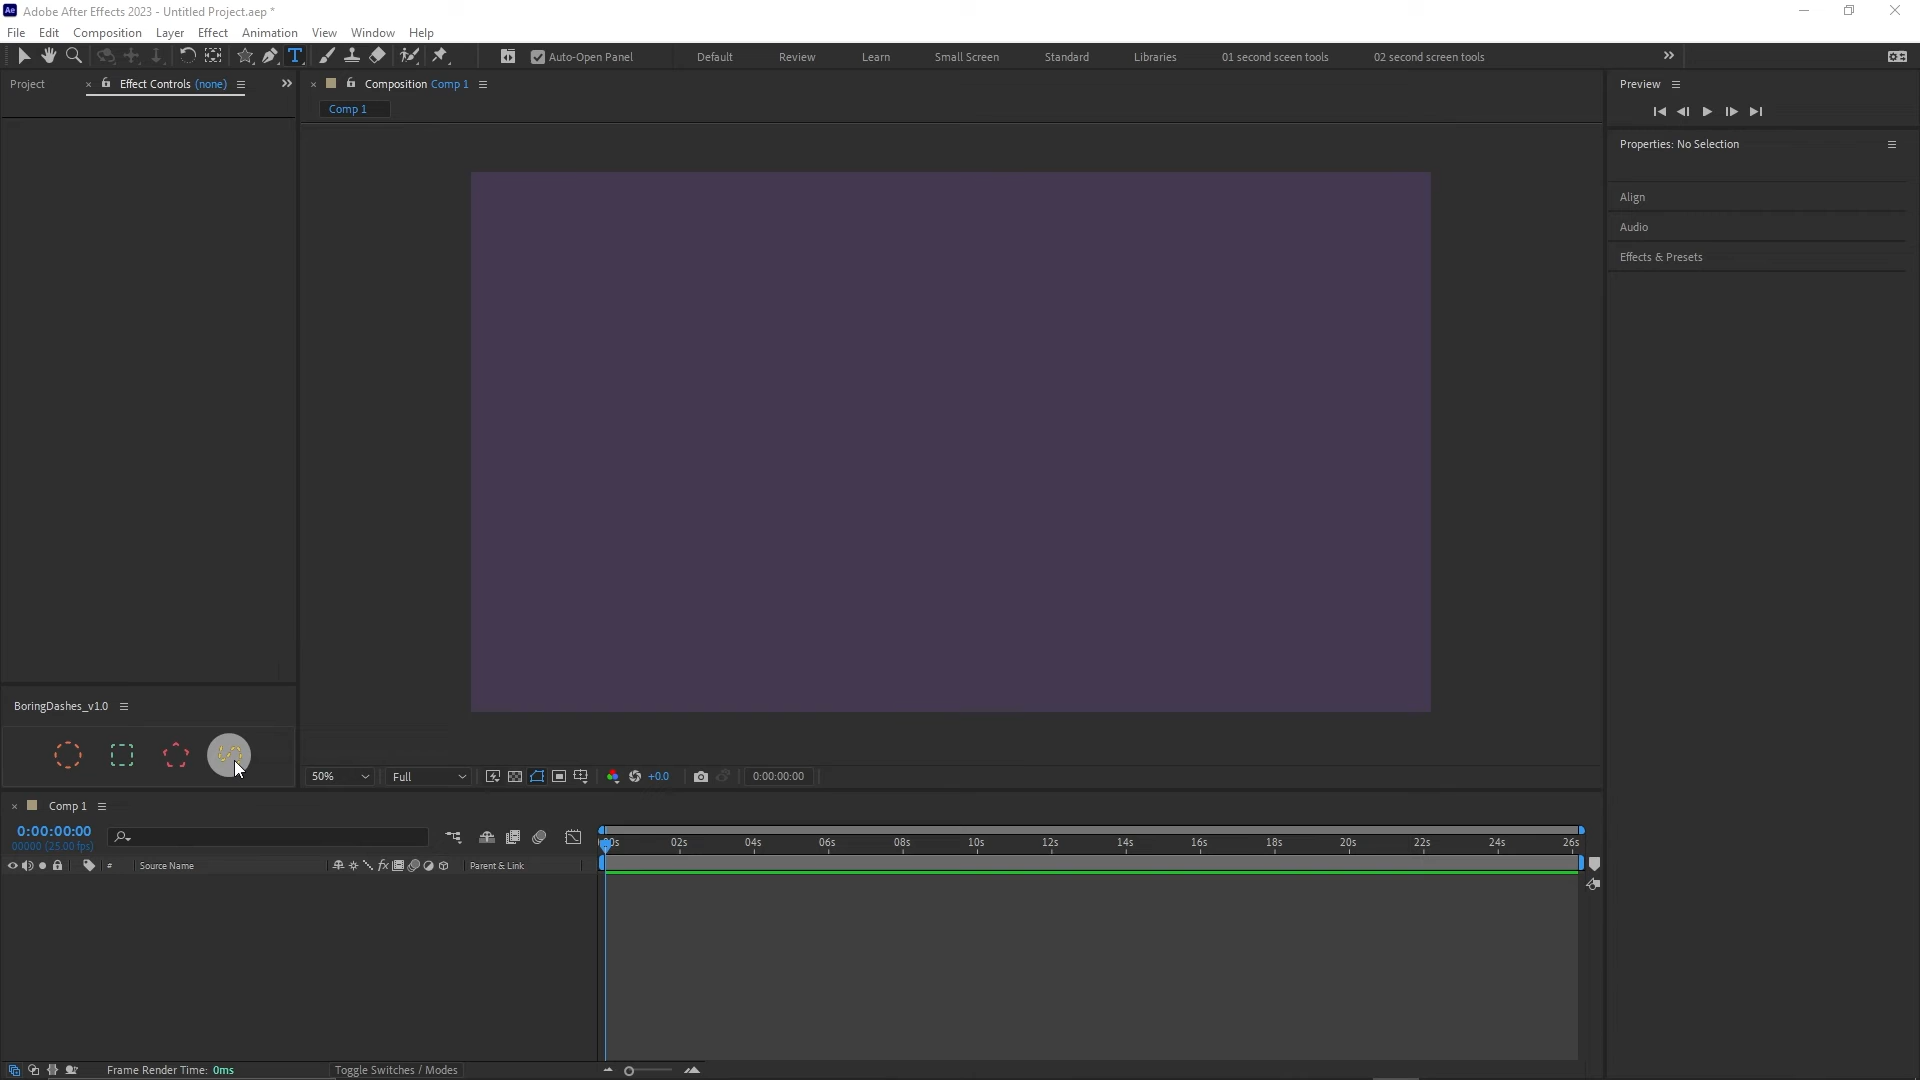 Ae Adobe After Effects 2023 - Untitled Project.aep *
File Edit Composition Layer Effect Animation View Window Help
Auto-Open Panel Default Review Learn Small Screen Standard Libraries 01 second sceen tools 02 second screen tools
Project Effect Controls (none) Composition Comp 1 Preview
Comp 1
Properties: No Selection
Align
Audio
Effects & Presets
BoringDashes_v1.0
50% Full +0.0 0:00:00:00
Comp 1
0:00:00:00
00000 (25.00 fps)
02s 04s 06s 08s 10s 12s 14s 16s 18s 20s 22s 24s 26s
# Source Name Parent & Link
Frame Render Time: 0ms Toggle Switches / Modes